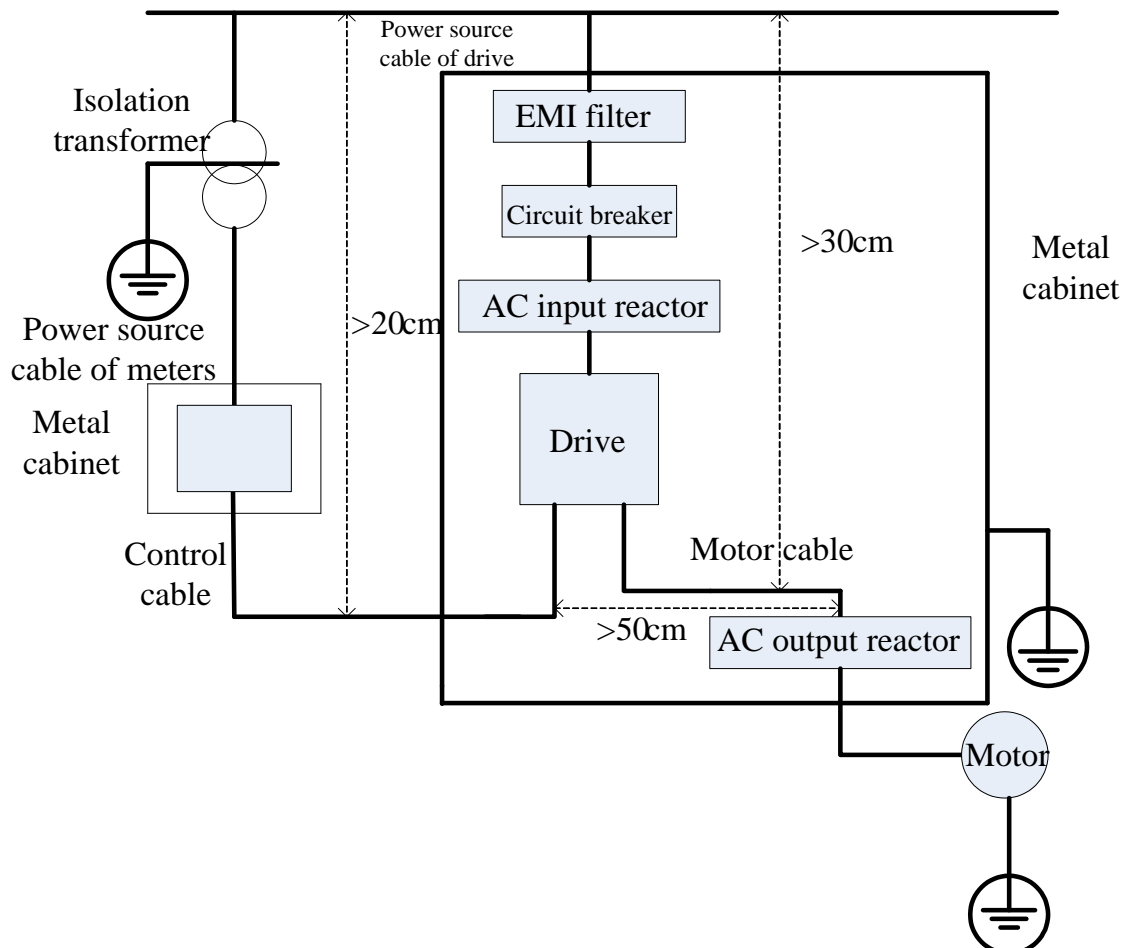 Power source
cable of drive
Isolation
transformer
EMI filter
Circuit breaker
>30cm
Metal
cabinet
AC input reactor
>20cm
Power source
cable of meters
Metal
cabinet
Drive
Control
cable
Motor cable
>50cm
AC output reactor
Motor